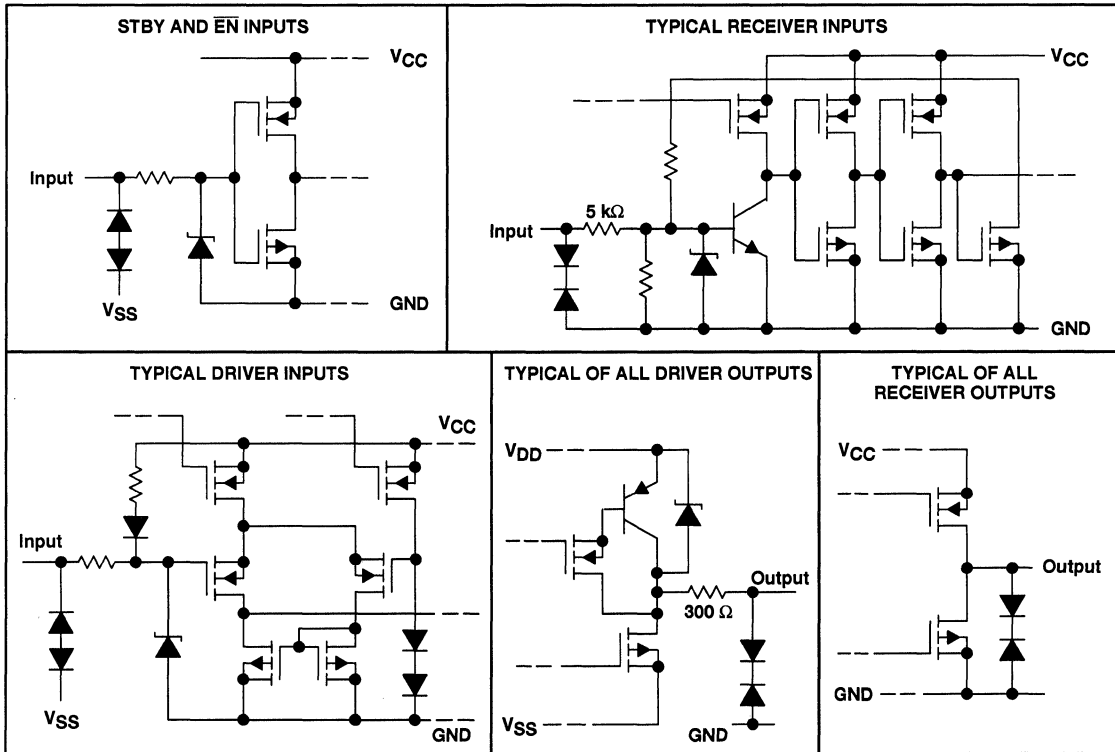 STBY AND E̅N̅ INPUTS
VCC
Input
VSS
GND
TYPICAL RECEIVER INPUTS
VCC
5 kΩ
Input
GND
TYPICAL DRIVER INPUTS
VCC
Input
VSS
GND
TYPICAL OF ALL DRIVER OUTPUTS
VDD
Output
300 Ω
VSS
GND
TYPICAL OF ALL
RECEIVER OUTPUTS
VCC
Output
GND